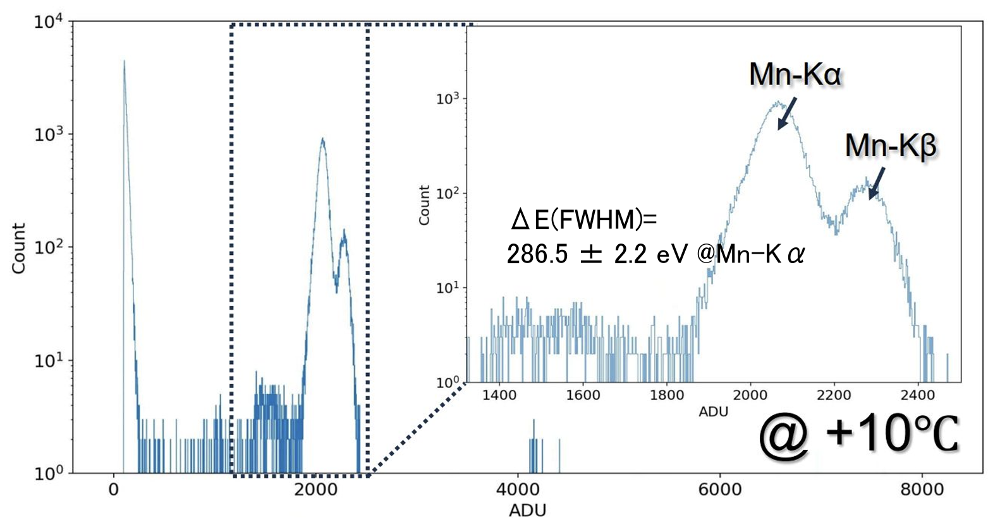 10⁴
10³
10²
10¹
10⁰
Count
0
2000
4000
6000
8000
ADU
10³
10²
10¹
10⁰
Count
1400
1600
1800
2000
2200
2400
ADU
Mn-Kα
Mn-Kβ
ΔE(FWHM)=
286.5 ± 2.2 eV @Mn-Kα
@ +10℃